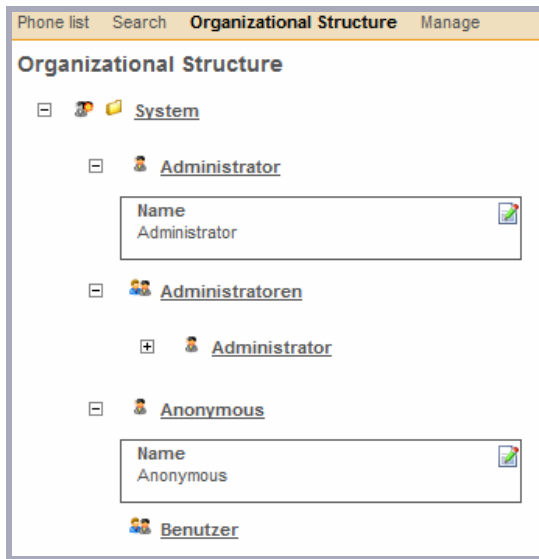 Phone list Search Organizational Structure Manage
Organizational Structure
System
Administrator
Name
Administrator
Administratoren
Administrator
Anonymous
Name
Anonymous
Benutzer